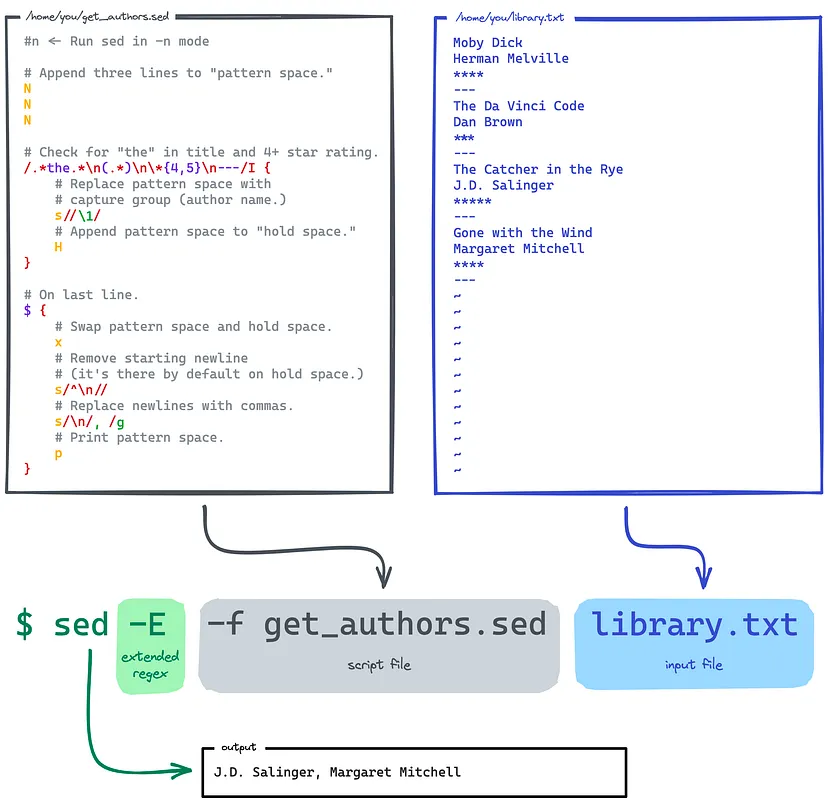 /home/you/get_authors.sed
#n <- Run sed in -n mode
# Append three lines to "pattern space."
N
N
N
# Check for "the" in title and 4+ star rating.
/.*the.*\n(.*)\n\*{4,5}\n---/I {
# Replace pattern space with
# capture group (author name.)
s//\1/
# Append pattern space to "hold space."
H
}
# On last line.
$ {
# Swap pattern space and hold space.
x
# Remove starting newline
# (it's there by default on hold space.)
s/^\n//
# Replace newlines with commas.
s/\n/, /g
# Print pattern space.
p
}
/home/you/library.txt
Moby Dick
Herman Melville
****
---
The Da Vinci Code
Dan Brown
***
---
The Catcher in the Rye
J.D. Salinger
*****
---
Gone with the Wind
Margaret Mitchell
****
---
~
~
~
~
~
~
~
~
~
~
~
~
$ sed -E -f get_authors.sed library.txt
extended
regex
script file
input file
output
J.D. Salinger, Margaret Mitchell